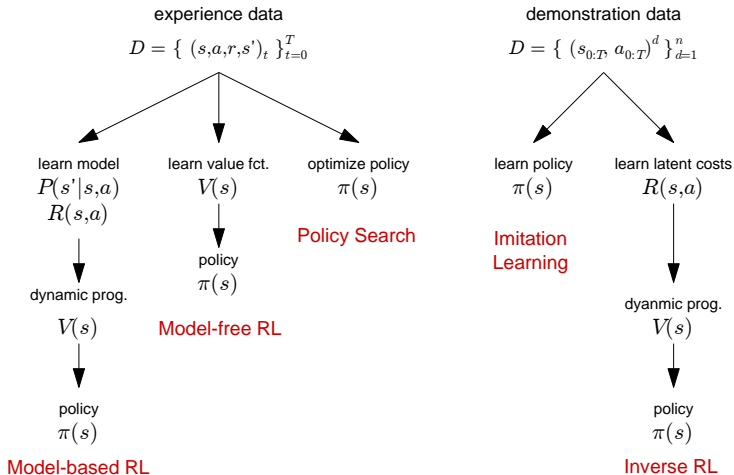 experience data
D = { (s,a,r,s')_t }_{t=0}^T
learn model
P(s'|s,a)
R(s,a)
dynamic prog.
V(s)
policy
π(s)
Model-based RL
learn value fct.
V(s)
policy
π(s)
Model-free RL
optimize policy
π(s)
Policy Search
demonstration data
D = { (s_{0:T}, a_{0:T})^d }_{d=1}^n
learn policy
π(s)
Imitation
Learning
learn latent costs
R(s,a)
dyanmic prog.
V(s)
policy
π(s)
Inverse RL